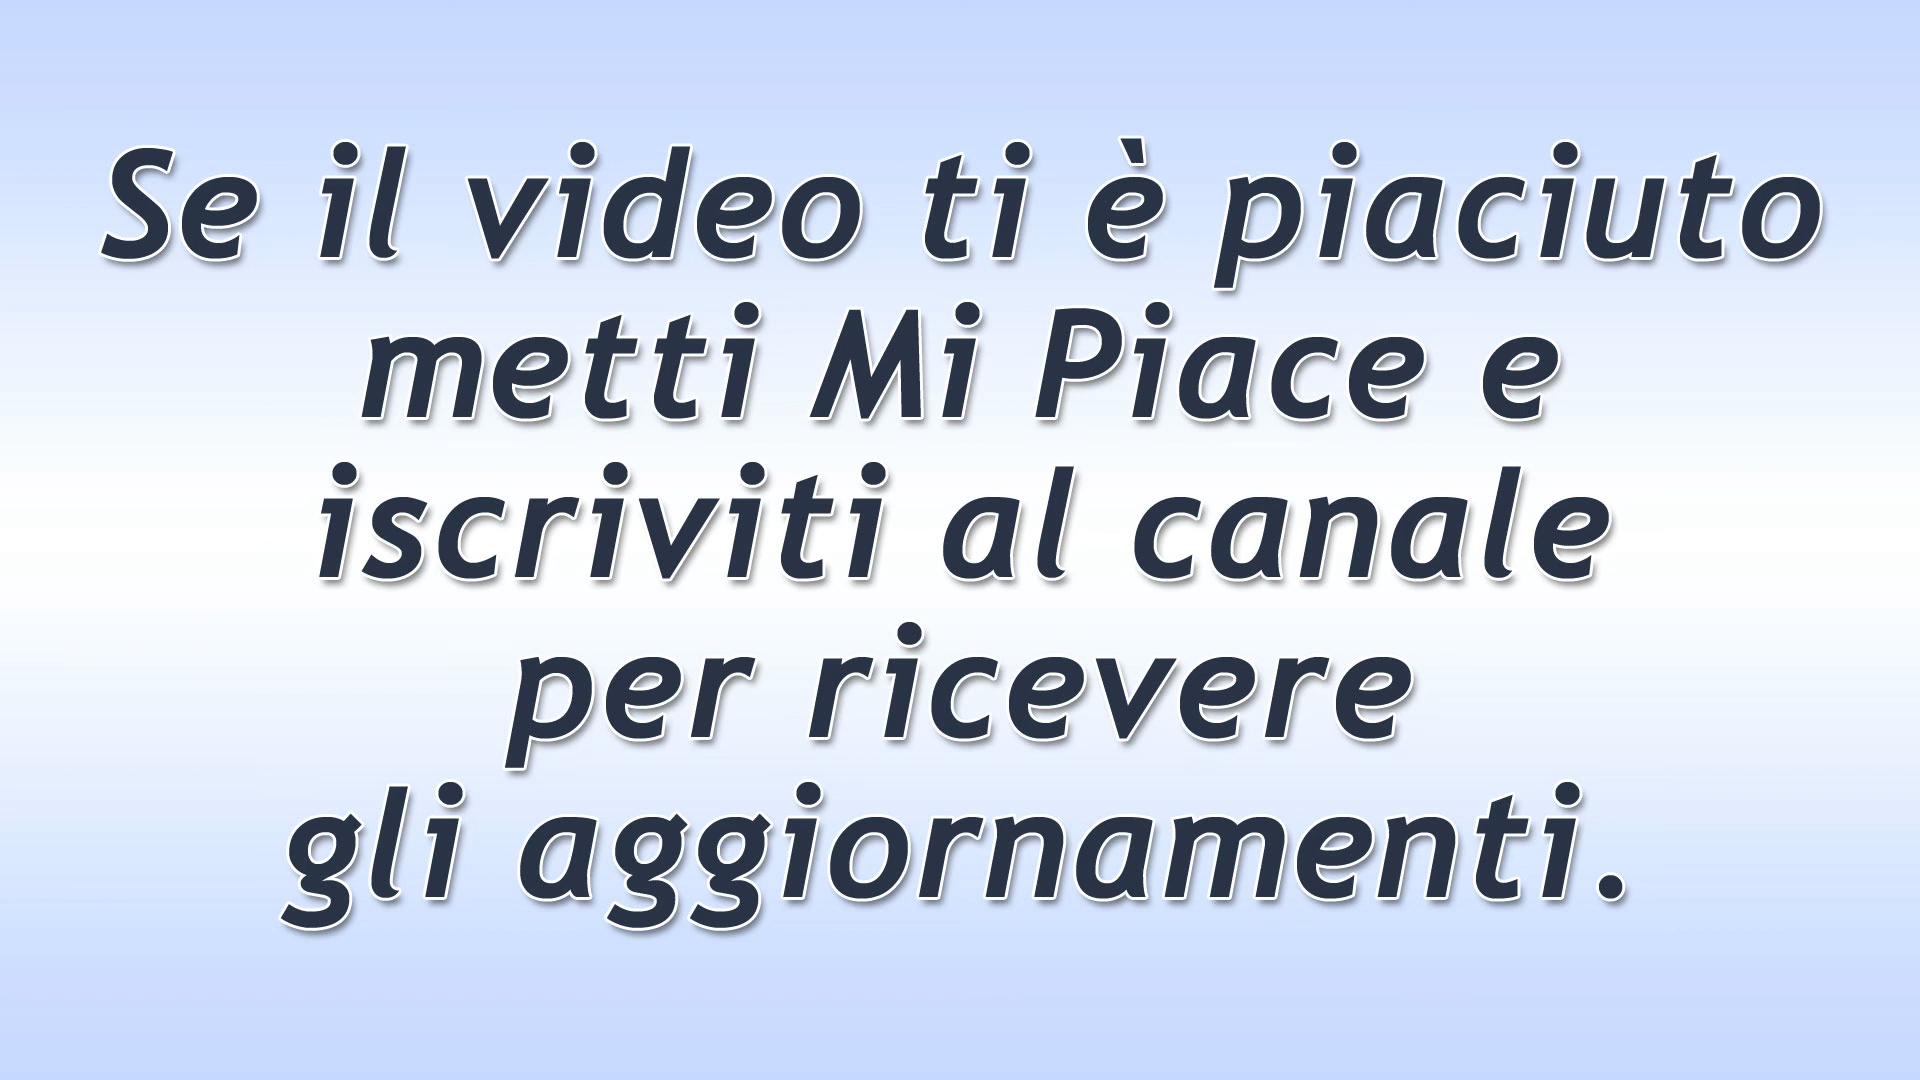 Se il video ti è piaciuto
metti Mi Piace e
iscriviti al canale
per ricevere
gli aggiornamenti.